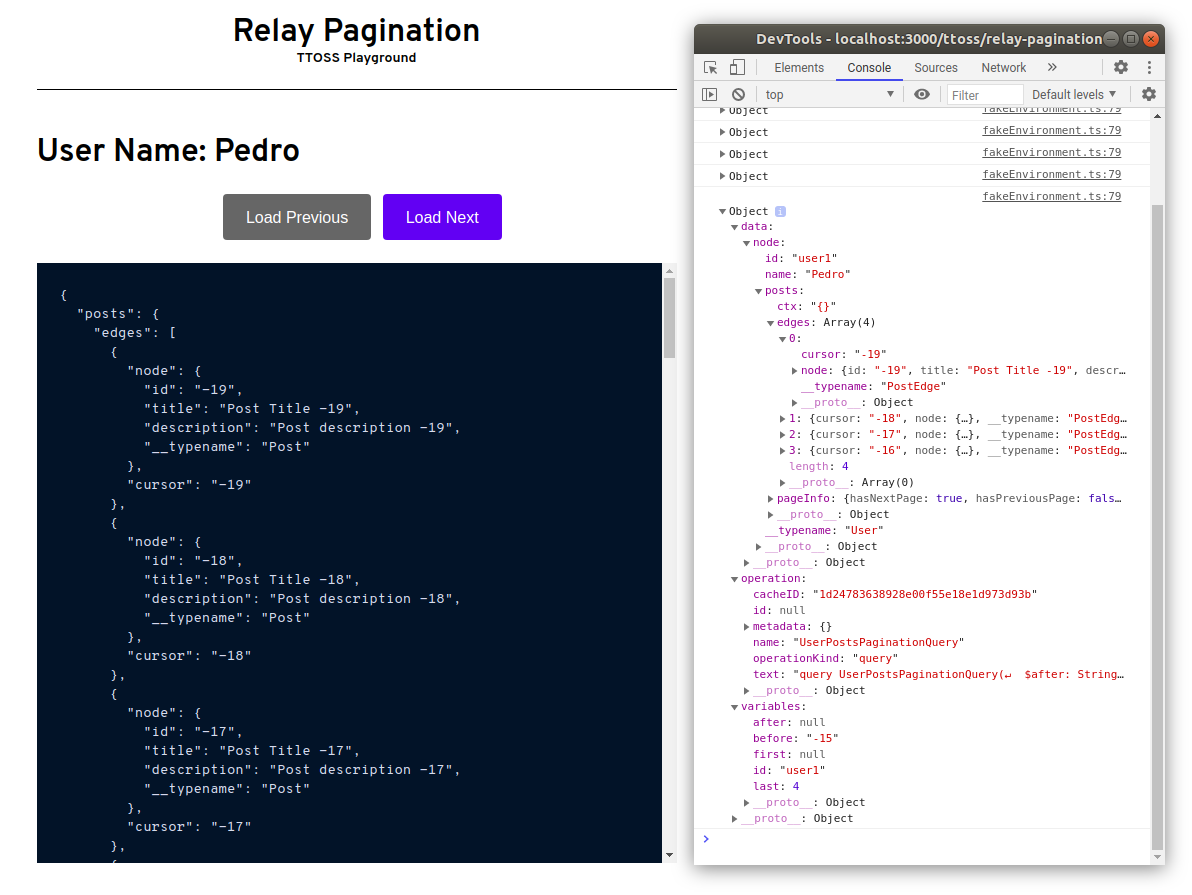 Relay Pagination
TTOSS Playground
User Name: Pedro
Load Previous
Load Next
{
"posts": {
"edges": [
{
"node": {
"id": "-19",
"title": "Post Title -19",
"description": "Post description -19",
"__typename": "Post"
},
"cursor": "-19"
},
{
"node": {
"id": "-18",
"title": "Post Title -18",
"description": "Post description -18",
"__typename": "Post"
},
"cursor": "-18"
},
{
"node": {
"id": "-17",
"title": "Post Title -17",
"description": "Post description -17",
"__typename": "Post"
},
"cursor": "-17"
},
{
DevTools - localhost:3000/ttoss/relay-pagination
Elements Console Sources Network »
top Filter Default levels
Object fakeEnvironment.ts:79
Object fakeEnvironment.ts:79
Object fakeEnvironment.ts:79
Object fakeEnvironment.ts:79
fakeEnvironment.ts:79
Object i
data:
node:
id: "user1"
name: "Pedro"
posts:
ctx: "{}"
edges: Array(4)
0:
cursor: "-19"
node: {id: "-19", title: "Post Title -19", descr…
__typename: "PostEdge"
__proto__: Object
1: {cursor: "-18", node: {…}, __typename: "PostEdg…
2: {cursor: "-17", node: {…}, __typename: "PostEdg…
3: {cursor: "-16", node: {…}, __typename: "PostEdg…
length: 4
__proto__: Array(0)
pageInfo: {hasNextPage: true, hasPreviousPage: fals…
__proto__: Object
__typename: "User"
__proto__: Object
__proto__: Object
operation:
cacheID: "1d24783638928e00f55e18e1d973d93b"
id: null
metadata: {}
name: "UserPostsPaginationQuery"
operationKind: "query"
text: "query UserPostsPaginationQuery(↵  $after: String…
__proto__: Object
variables:
after: null
before: "-15"
first: null
id: "user1"
last: 4
__proto__: Object
__proto__: Object
>